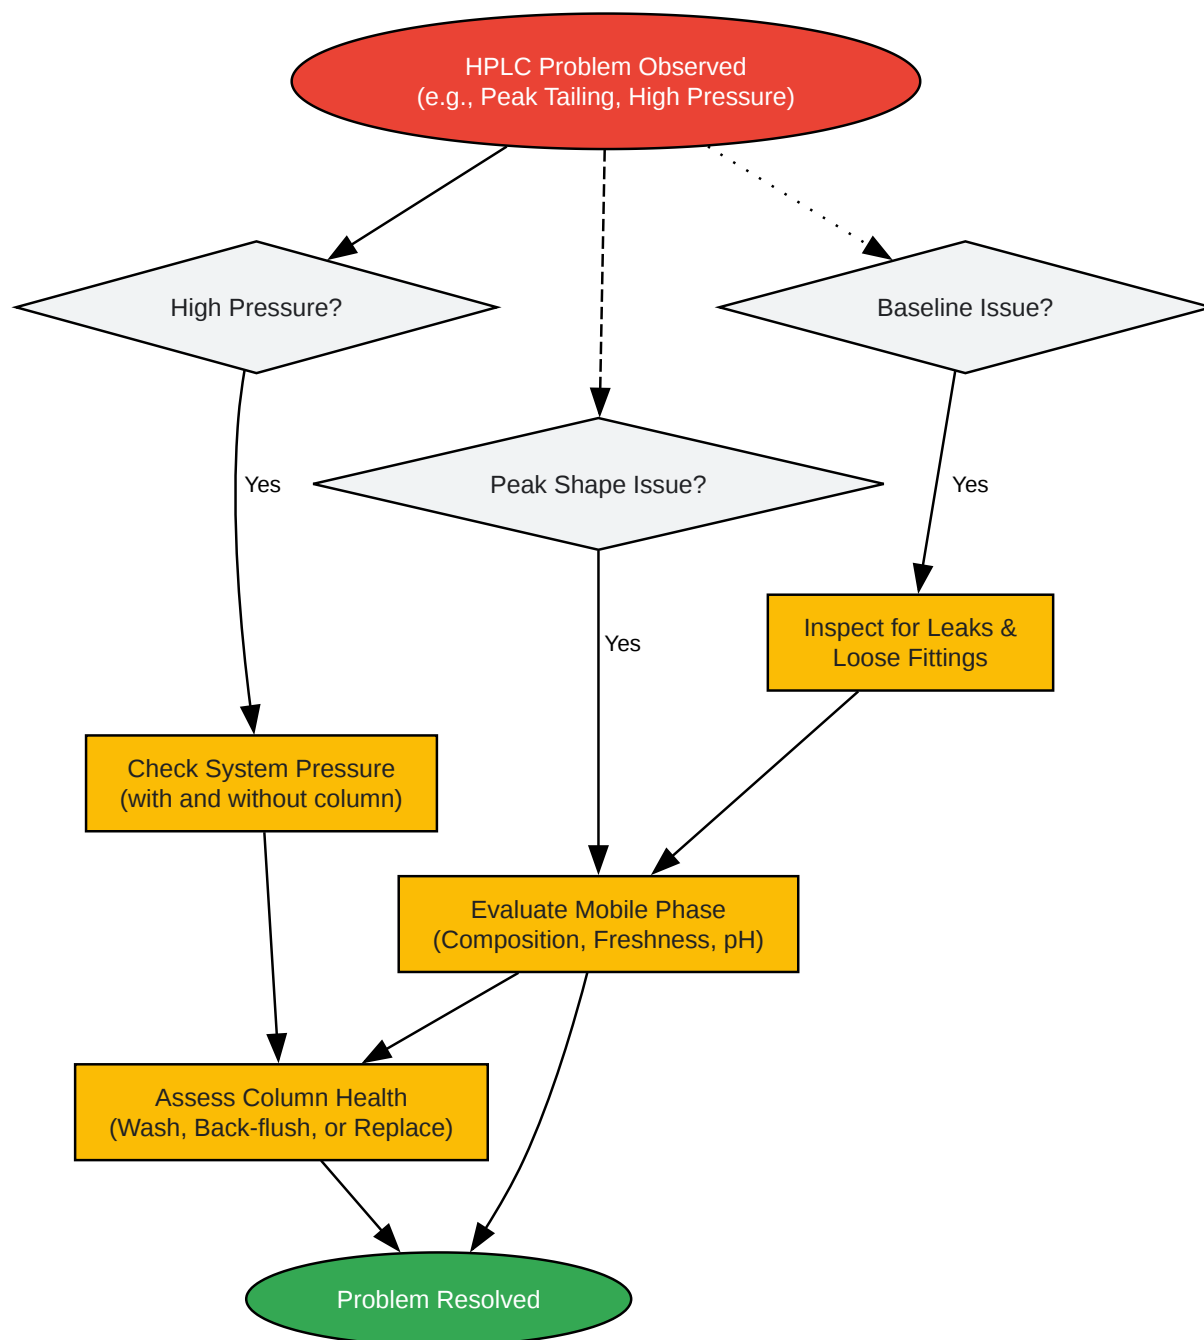 HPLC Problem Observed
(e.g., Peak Tailing, High Pressure)
High Pressure?
Baseline Issue?
Peak Shape Issue?
Yes
Yes
Yes
Inspect for Leaks &
Loose Fittings
Check System Pressure
(with and without column)
Evaluate Mobile Phase
(Composition, Freshness, pH)
Assess Column Health
(Wash, Back-flush, or Replace)
Problem Resolved